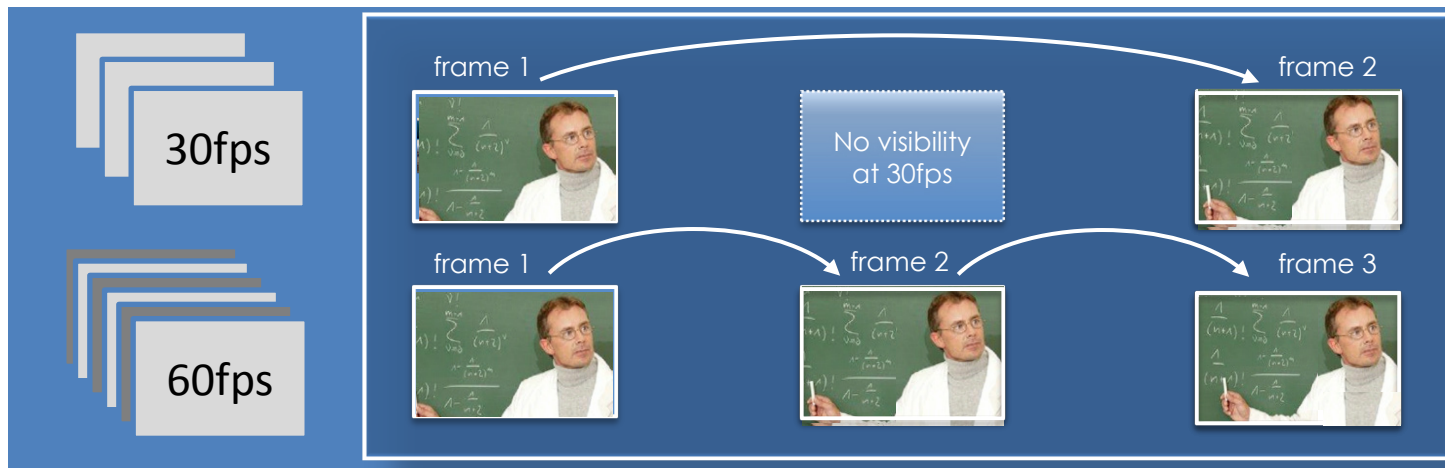 30fps
frame 1
frame 2
No visibility
at 30fps
60fps
frame 1
frame 2
frame 3